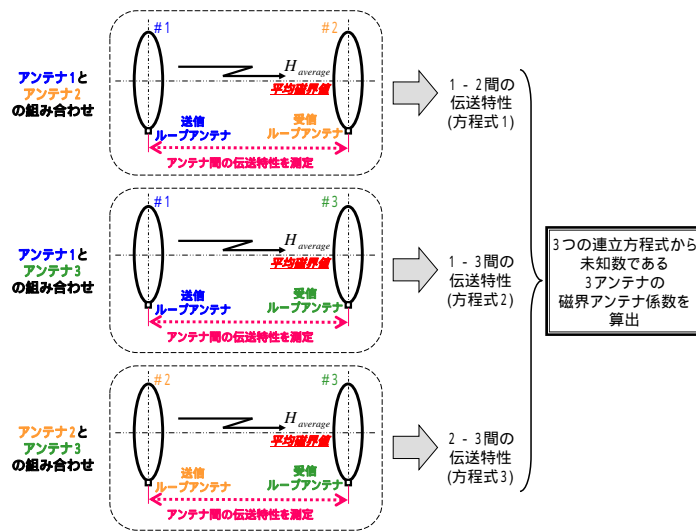 #1
#2
アンテナ1と
アンテナ2
の組み合わせ
H average
平均磁界値
送信
ループアンテナ
受信
ループアンテナ
アンテナ間の伝送特性を測定
1 - 2間の
伝送特性
(方程式1)
#1
#3
アンテナ1と
アンテナ3
の組み合わせ
H average
平均磁界値
送信
ループアンテナ
受信
ループアンテナ
アンテナ間の伝送特性を測定
1 - 3間の
伝送特性
(方程式2)
#2
#3
アンテナ2と
アンテナ3
の組み合わせ
H average
平均磁界値
送信
ループアンテナ
受信
ループアンテナ
アンテナ間の伝送特性を測定
2 - 3間の
伝送特性
(方程式3)
3つの連立方程式から
未知数である
3アンテナの
磁界アンテナ係数を
算出